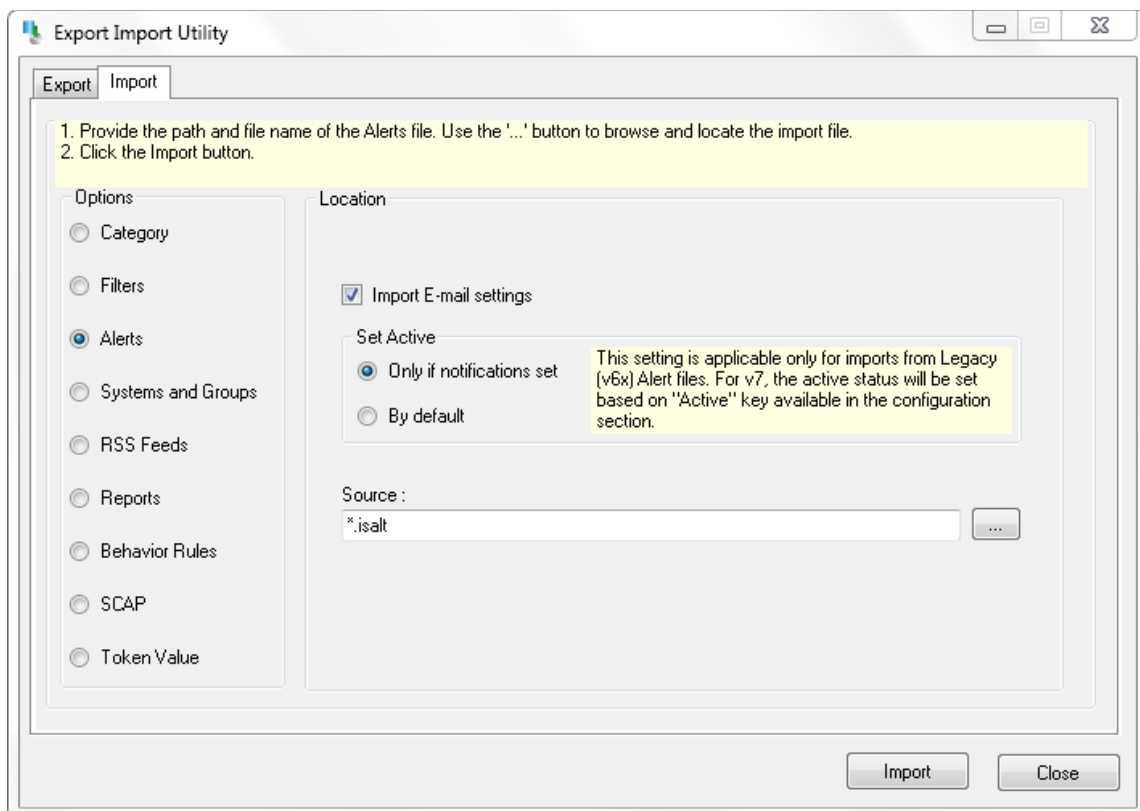 Export Import Utility
Export
Import
1. Provide the path and file name of the Alerts file. Use the '...' button to browse and locate the import file.
2. Click the Import button.
Options
Category
Filters
Alerts
Systems and Groups
RSS Feeds
Reports
Behavior Rules
SCAP
Token Value
Location
Import E-mail settings
Set Active
Only if notifications set
By default
This setting is applicable only for imports from Legacy
(v6x) Alert files. For v7, the active status will be set
based on "Active" key available in the configuration
section.
Source :
*.isalt
...
Import
Close